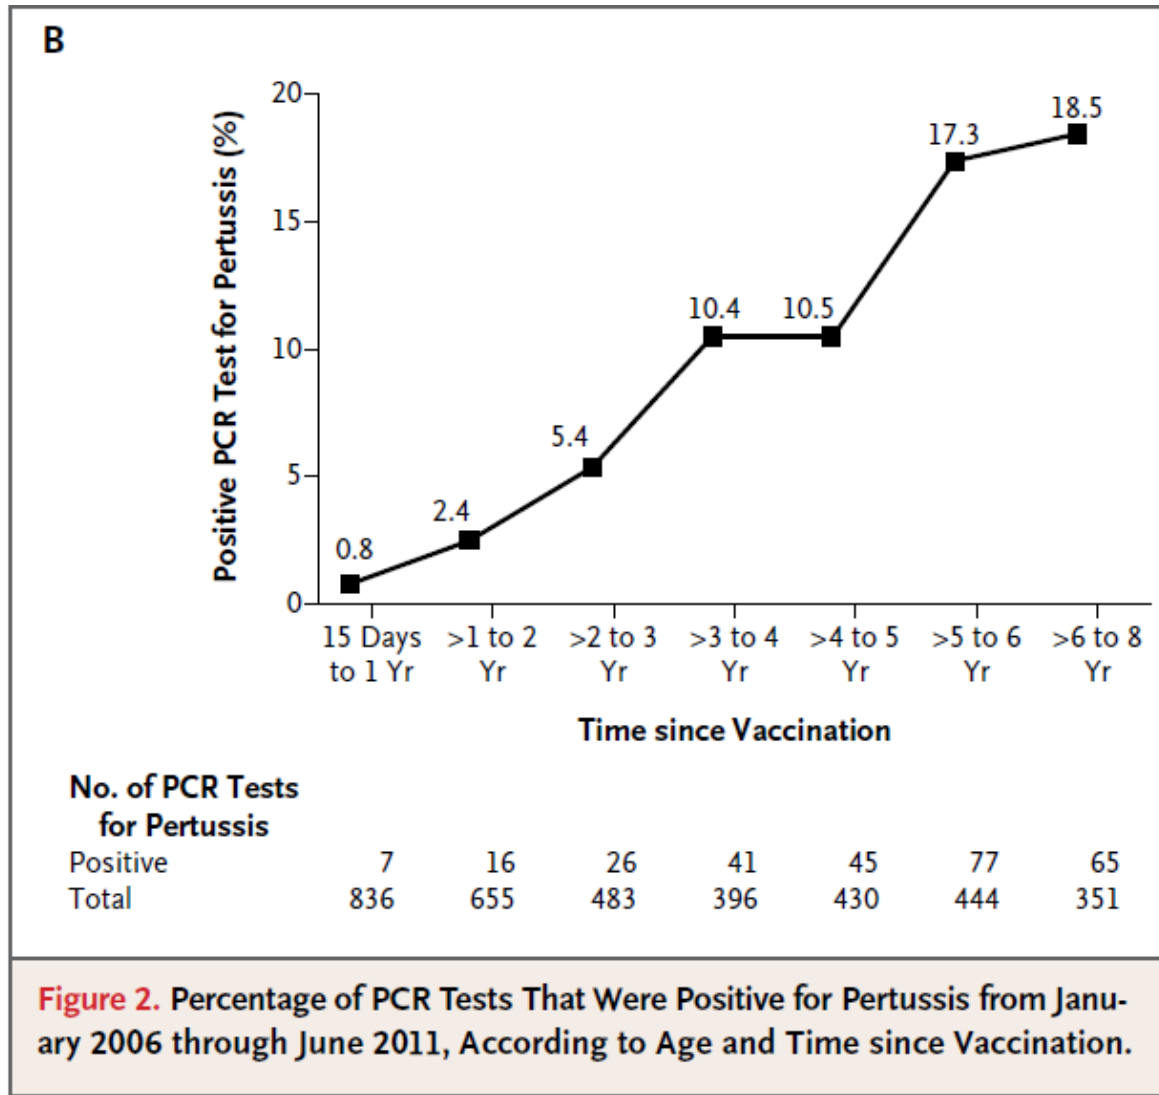 B
Positive PCR Test for Pertussis (%)
20
15
10
5
0
0.8
2.4
5.4
10.4
10.5
17.3
18.5
15 Days >1 to 2 >2 to 3 >3 to 4 >4 to 5 >5 to 6 >6 to 8
to 1 Yr Yr Yr Yr Yr Yr Yr
Time since Vaccination
No. of PCR Tests
for Pertussis
Positive 7 16 26 41 45 77 65
Total 836 655 483 396 430 444 351
Figure 2. Percentage of PCR Tests That Were Positive for Pertussis from Janu-
ary 2006 through June 2011, According to Age and Time since Vaccination.